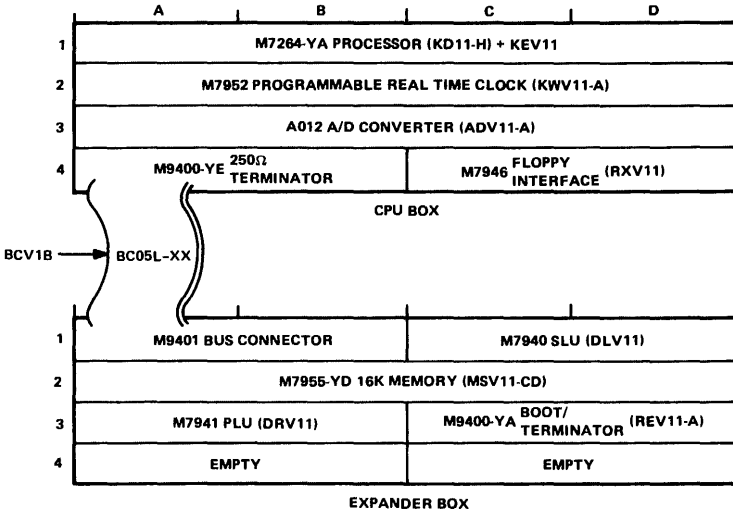 A B C D
1 M7264-YA PROCESSOR (KD11-H) + KEV11
2 M7952 PROGRAMMABLE REAL TIME CLOCK (KWV11-A)
3 A012 A/D CONVERTER (ADV11-A)
4 M9400-YE 250Ω TERMINATOR M7946 FLOPPY INTERFACE (RXV11)
CPU BOX
BCV1B BC05L-XX
1 M9401 BUS CONNECTOR M7940 SLU (DLV11)
2 M7955-YD 16K MEMORY (MSV11-CD)
3 M7941 PLU (DRV11) M9400-YA BOOT/ TERMINATOR (REV11-A)
4 EMPTY EMPTY
EXPANDER BOX